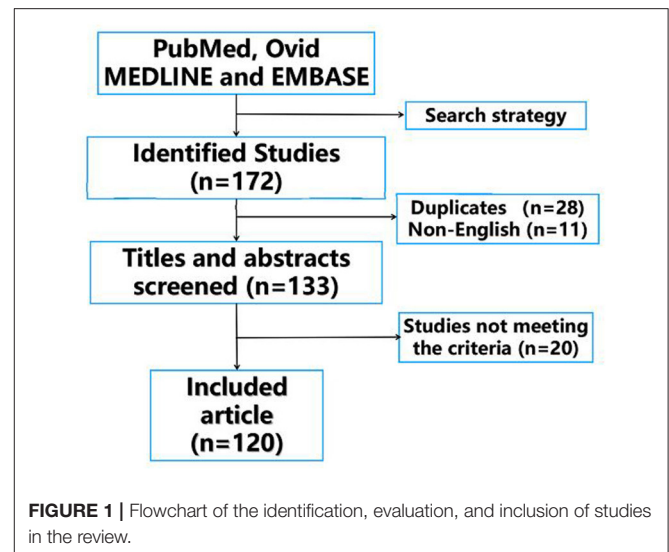 PubMed, Ovid
MEDLINE and EMBASE
Search strategy
Identified Studies
(n=172)
Duplicates (n=28)
Non-English (n=11)
Titles and abstracts
screened (n=133)
Studies not meeting
the criteria (n=20)
Included
article
(n=120)
FIGURE 1 | Flowchart of the identification, evaluation, and inclusion of studies
in the review.